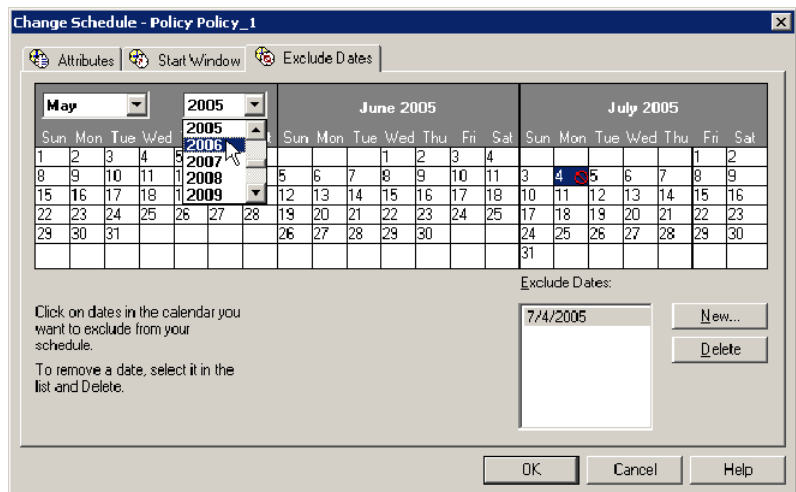 Change Schedule - Policy Policy_1
Attributes Start Window Exclude Dates
May 2005 June 2005 July 2005
2005
2006
2007
2008
2009
Sun Mon Tue Wed t Sun Mon Tue Wed Thu Fri Sat Sun Mon Tue Wed Thu Fri Sat
1 2 3 4 5 1 2 3 4 1 2
8 9 10 11 1 5 6 7 8 9 10 11 3 4 5 6 7 8 9
15 16 17 18 1 12 13 14 15 16 17 18 10 11 12 13 14 15 16
22 23 24 25 26 27 28 19 20 21 22 23 24 25 17 18 19 20 21 22 23
29 30 31 26 27 28 29 30 24 25 26 27 28 29 30
31
Exclude Dates:
Click on dates in the calendar you
want to exclude from your
schedule.
To remove a date, select it in the
list and Delete.
7/4/2005
New...
Delete
OK Cancel Help